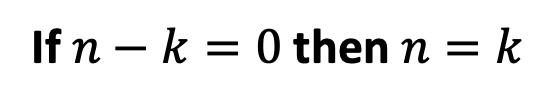 If n − k = 0 then n = k